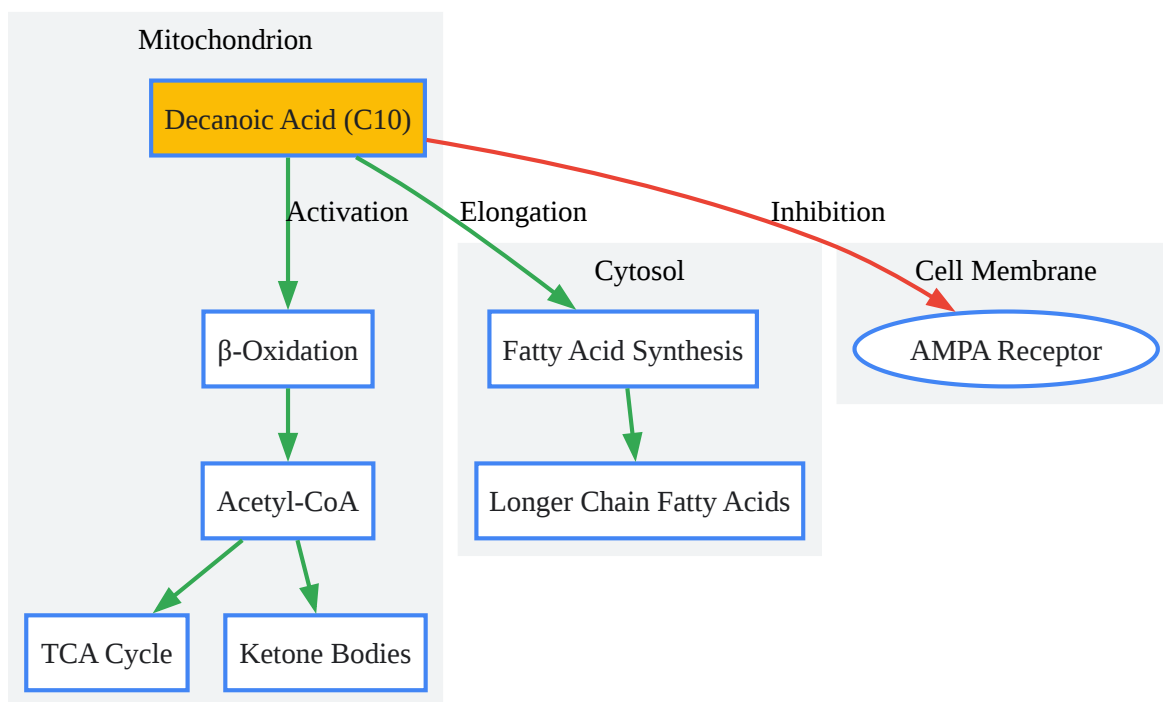 Mitochondrion
Decanoic Acid (C10)
Activation
Elongation
Inhibition
Cytosol
Cell Membrane
β-Oxidation
Fatty Acid Synthesis
AMPA Receptor
Acetyl-CoA
Longer Chain Fatty Acids
TCA Cycle
Ketone Bodies